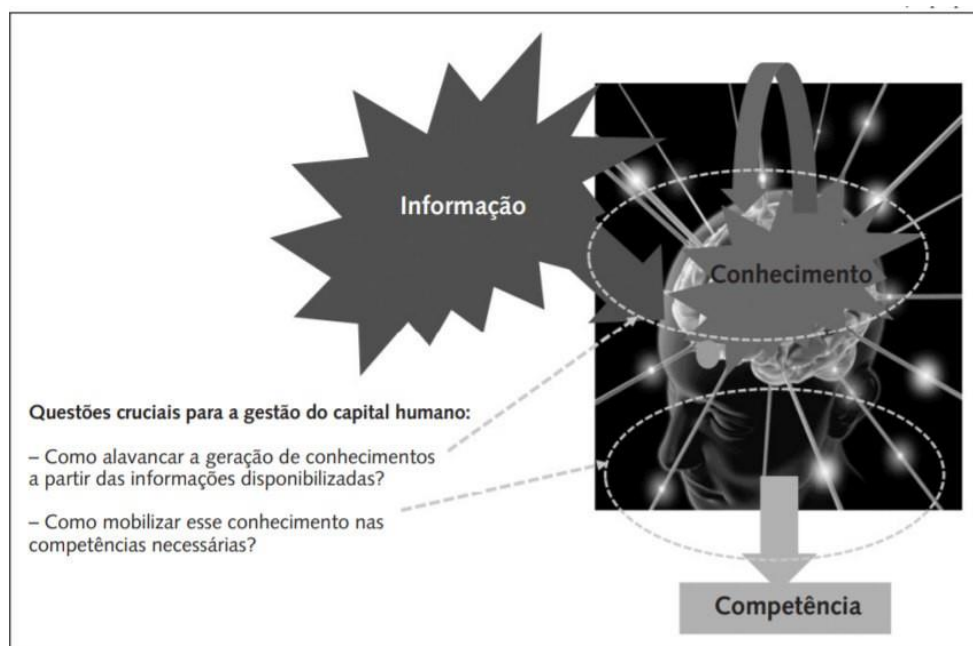 Informação
Conhecimento
Questões cruciais para a gestão do capital humano:
– Como alavancar a geração de conhecimentos
a partir das informações disponibilizadas?
– Como mobilizar esse conhecimento nas
competências necessárias?
Competência